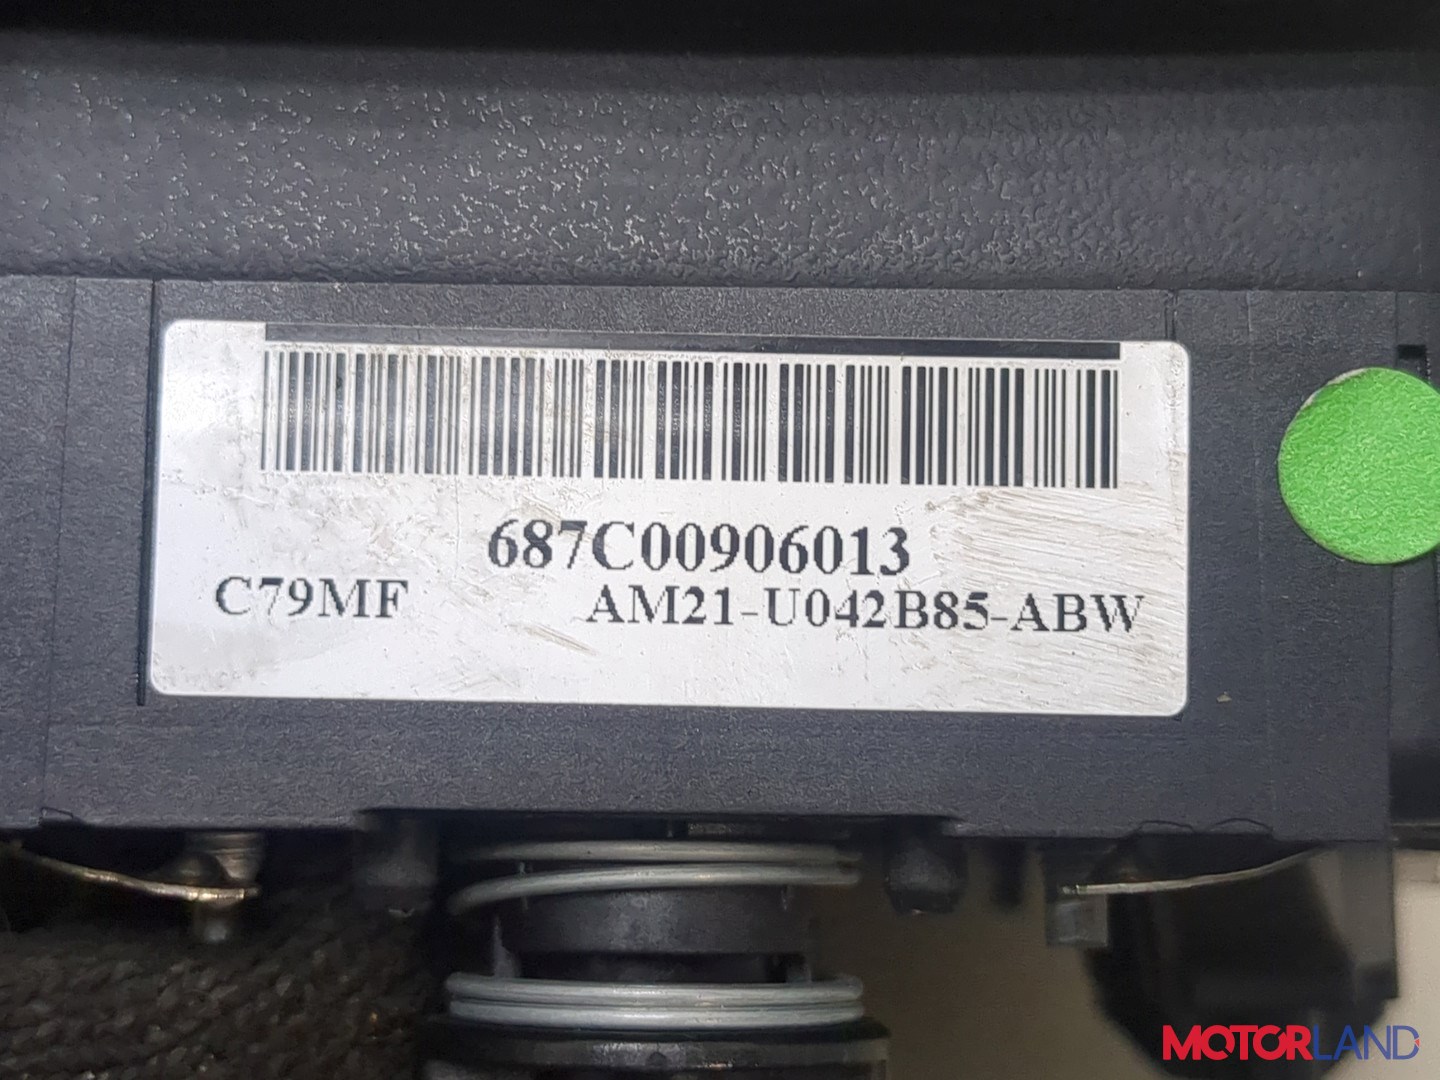 687C00906013
C79MF AM21-U042B85-ABW
MOTORLAND